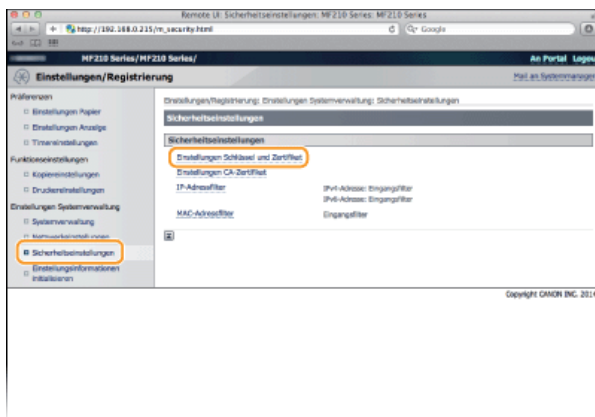 Remote UI: Sicherheitseinstellungen: MF210 Series: MF210 Series
http://192.168.0.215/m_security.html
Google
MF210 Series/MF210 Series/
An Portal Logou
Einstellungen/Registrierung
Mail an Systemmanager
Präferenzen
Einstellungen Papier
Einstellungen Anzeige
Timereinstellungen
Funktionseinstellungen
Kopiereinstellungen
Druckereinstellungen
Einstellungen Systemverwaltung
Systemverwaltung
Netzwerkeinstellungen
Sicherheitseinstellungen
Einstellungsinformationen
initialisieren
Einstellungen/Registrierung: Einstellungen Systemverwaltung: Sicherheitseinstellungen
Sicherheitseinstellungen
Sicherheitseinstellungen
Einstellungen Schlüssel und Zertifikat
Einstellungen CA-Zertifikat
IP-Adressfilter
IPv4-Adresse: Eingangsfilter
IPv6-Adresse: Eingangsfilter
MAC-Adressfilter
Eingangsfilter
Copyright CANON INC. 2014